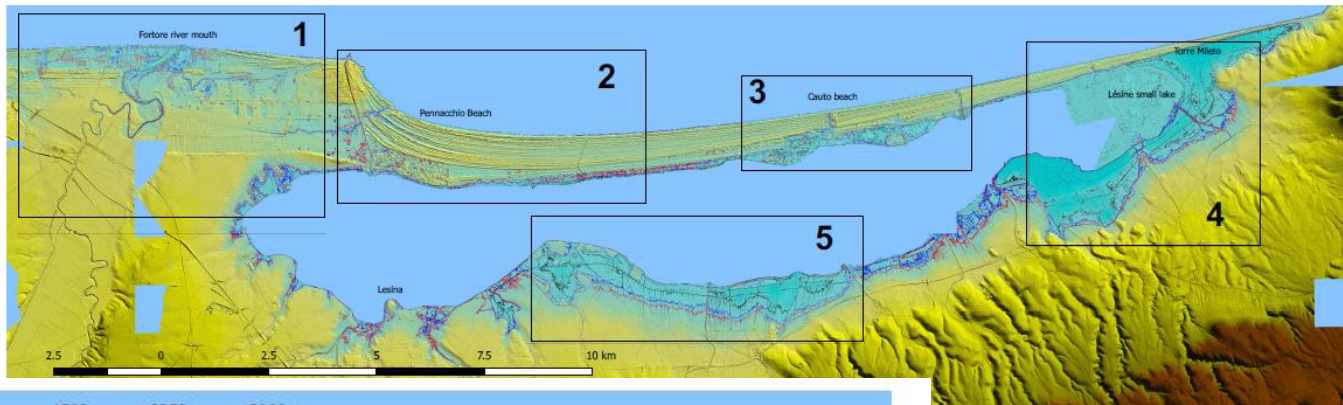 1
Fortore river mouth
2
Pennacchio Beach
3
Cauto beach
Torre Mileto
Lésine small lake
4
5
Lesina
2.5 0 2.5 5 7.5 10 km